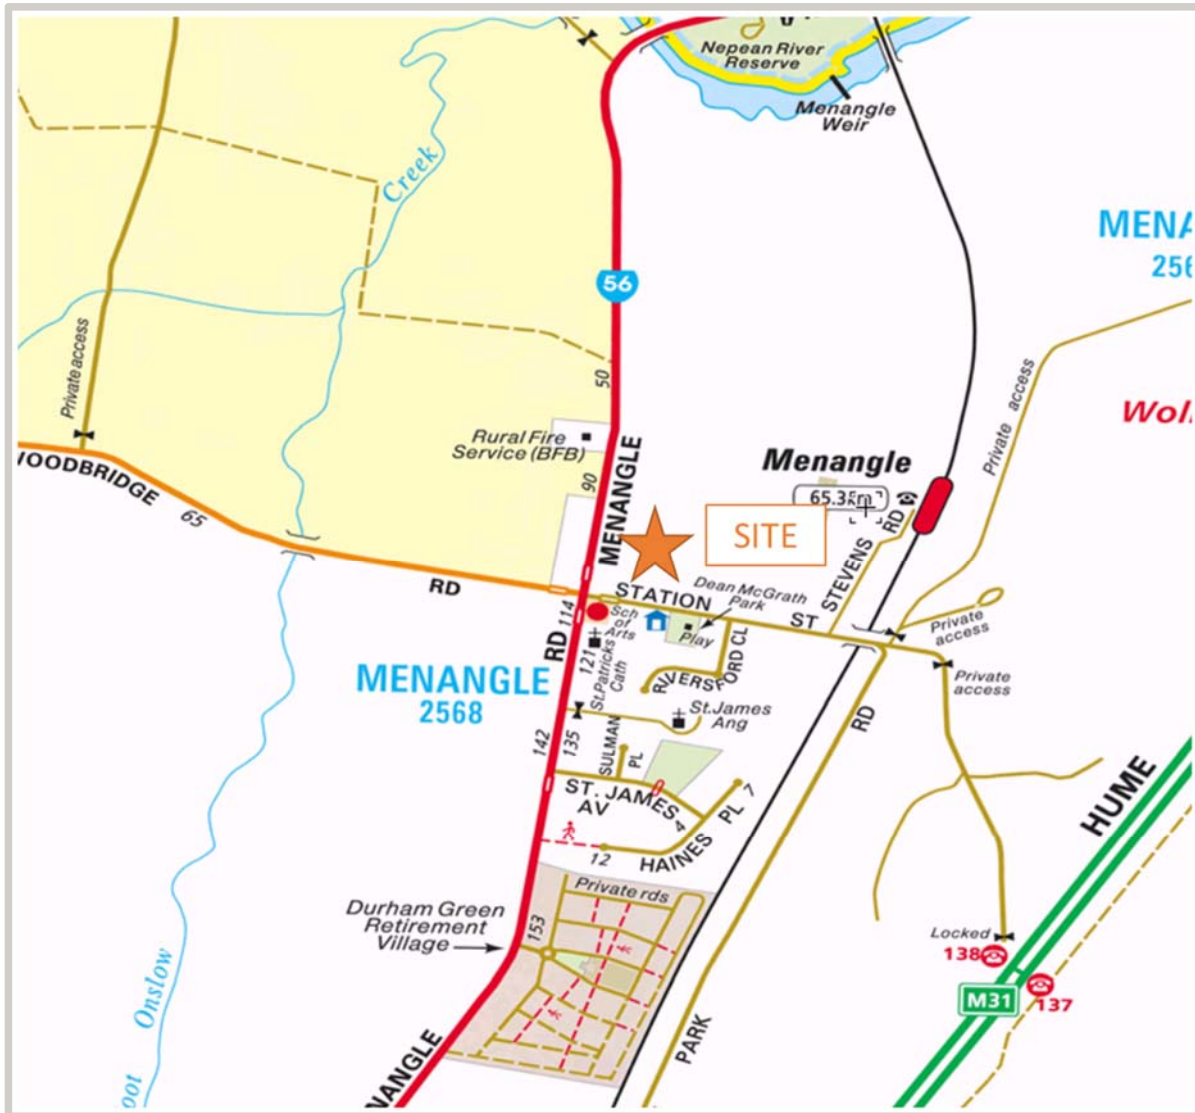 Nepean River
Reserve
Menangle
Weir
Creek
MENA
256
56
Private access
Private access
50
Wol
Rural Fire
Service (BFB)
MENANGLE
Menangle
65.3km
WOODBRIDGE
65
90
RD
SITE
STEVENS
RD
STATION
Dean McGrath
Park
ST
114
Sch
of
Arts
Play
Private
access
RD
121
St.Patricks
Cath
RIVERSFORD CL
Private
access
MENANGLE
2568
St.James
Ang
RD
142
135
SULMAN
PL
HUME
ST. JAMES
AV
4
PL
7
12
HAINES
Private rds
Durham Green
Retirement
Village
153
Locked
138
M31
137
Onslow
PARK
NANGLE
oot